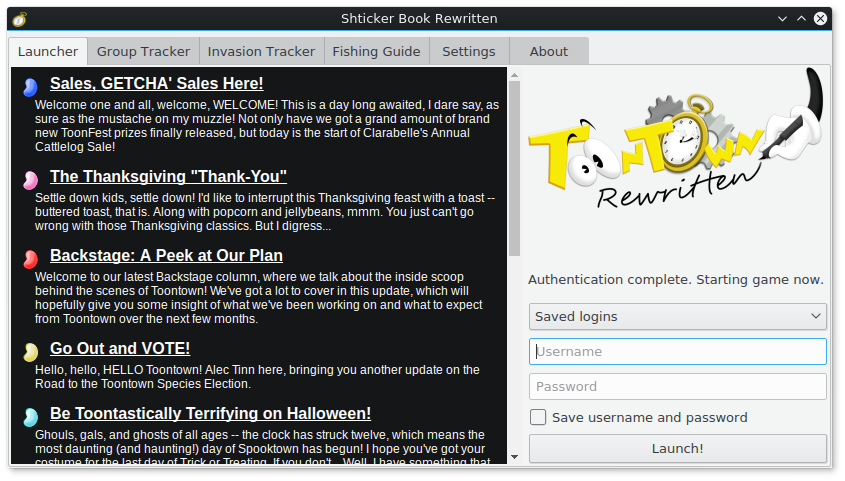 Shticker Book Rewritten
Launcher
Group Tracker
Invasion Tracker
Fishing Guide
Settings
About
Sales, GETCHA' Sales Here!
Welcome one and all, welcome, WELCOME! This is a day long awaited, I dare say, as
sure as the mustache on my muzzle! Not only have we got a grand amount of brand
new ToonFest prizes finally released, but today is the start of Clarabelle's Annual
Cattlelog Sale!
The Thanksgiving "Thank-You"
Settle down kids, settle down! I'd like to interrupt this Thanksgiving feast with a toast --
buttered toast, that is. Along with popcorn and jellybeans, mmm. You just can't go
wrong with those Thanksgiving classics. But I digress...
Backstage: A Peek at Our Plan
Welcome to our latest Backstage column, where we talk about the inside scoop
behind the scenes of Toontown! We've got a lot to cover in this update, which will
hopefully give you some insight of what we've been working on and what to expect
from Toontown over the next few months.
Go Out and VOTE!
Hello, hello, HELLO Toontown! Alec Tinn here, bringing you another update on the
Road to the Toontown Species Election.
Be Toontastically Terrifying on Halloween!
Ghouls, gals, and ghosts of all ages -- the clock has struck twelve, which means the
most daunting (and haunting!) day of Spooktown has begun! I hope you've got your
costume for the last day of Trick or Treating. If you don't... Well, I have something that
TOONTOWN
Rewritten
Authentication complete. Starting game now.
Saved logins
Username
Password
Save username and password
Launch!